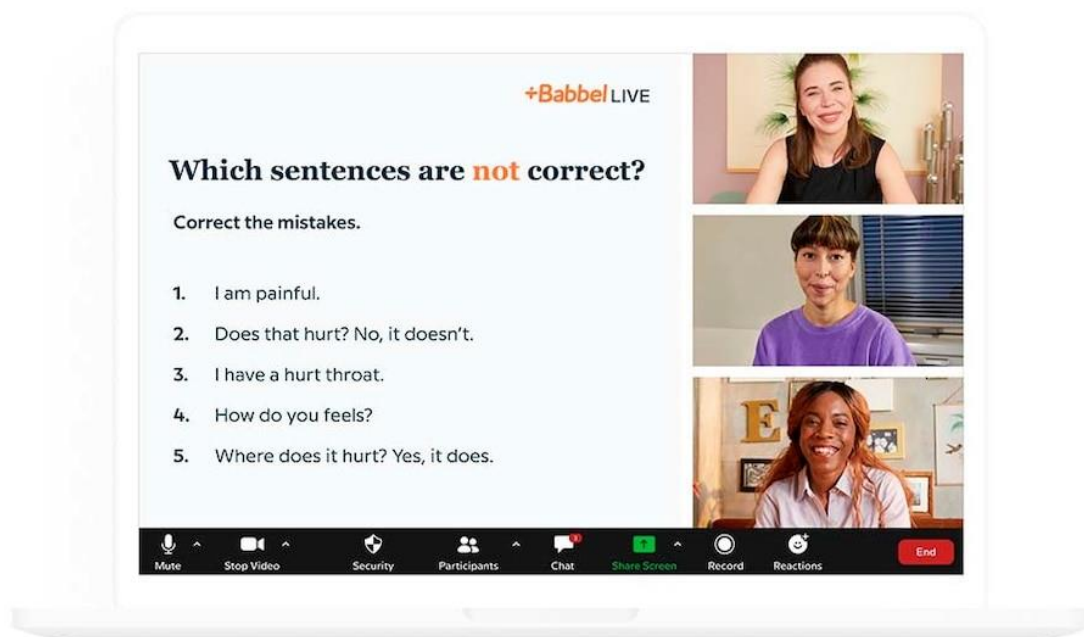 +Babbel LIVE
Which sentences are not correct?
Correct the mistakes.
1. I am painful.
2. Does that hurt? No, it doesn't.
3. I have a hurt throat.
4. How do you feels?
5. Where does it hurt? Yes, it does.
E
Mute
Stop Video
Security
Participants
Chat
Share Screen
Record
Reactions
End